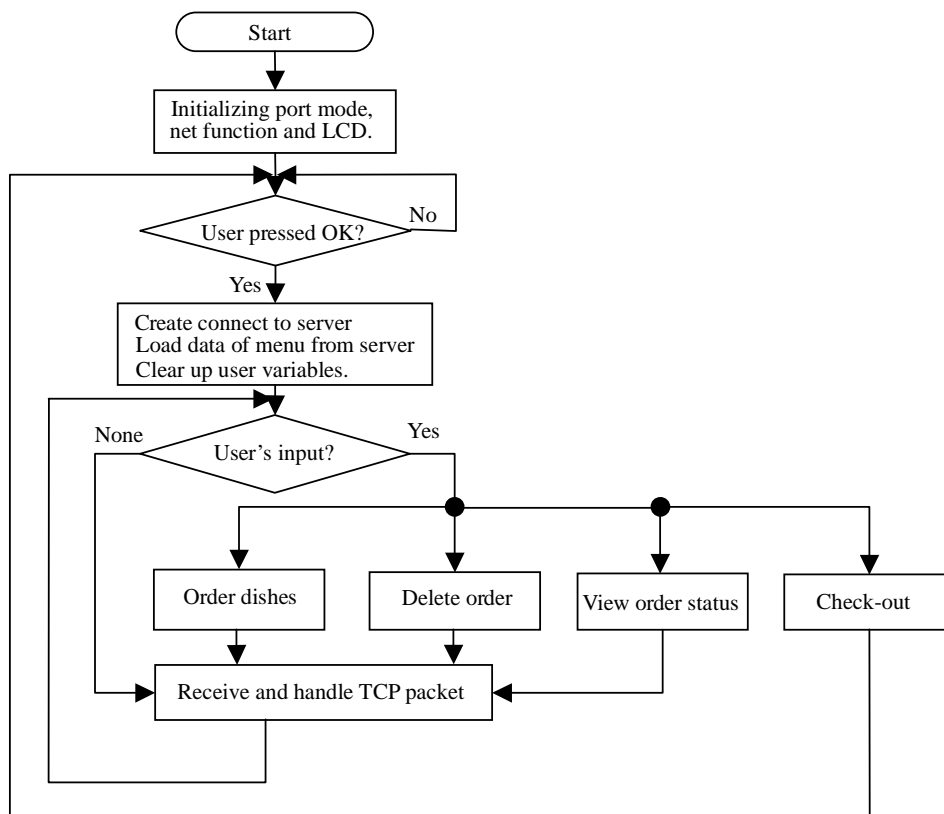 Start
Initializing port mode,
net function and LCD.
No
User pressed OK?
Yes
Create connect to server
Load data of menu from server
Clear up user variables.
None
Yes
User's input?
Order dishes
Delete order
View order status
Check-out
Receive and handle TCP packet